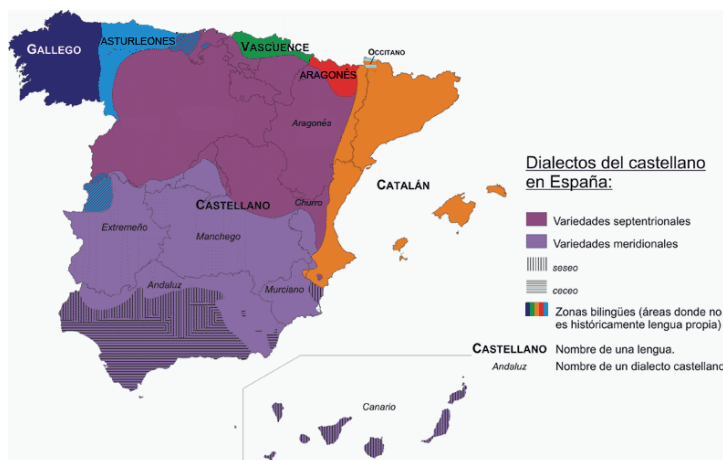 GALLEGO
ASTURLEONÉS
VASCUENCE
OCCITANO
ARAGONÉS
Aragonéa
CATALÁN
CASTELLANO
Churro
Extremeño
Manchego
Andaluz
Murciano
Canario
Dialectos del castellano
en España:
Variedades septentrionales
Variedades meridionales
seseo
ceceo
Zonas bilingües (áreas donde no
es históricamente lengua propia)
CASTELLANO Nombre de una lengua.
Andaluz Nombre de un dialecto castellano